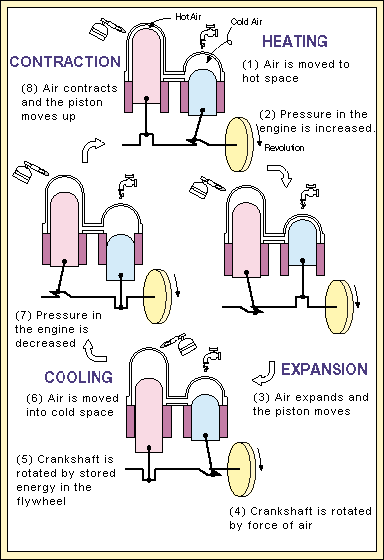 Hot Air
Cold Air
HEATING
(1) Air is moved to
hot space
(2) Pressure in the
engine is increased.
Revolution
EXPANSION
(3) Air expands and
the piston moves
(4) Crankshaft is rotated
by force of air
(5) Crankshaft is
rotated by stored
energy in the
flywheel
COOLING
(6) Air is moved
into cold space
(7) Pressure in
the engine is
decreased
CONTRACTION
(8) Air contracts
and the piston
moves up